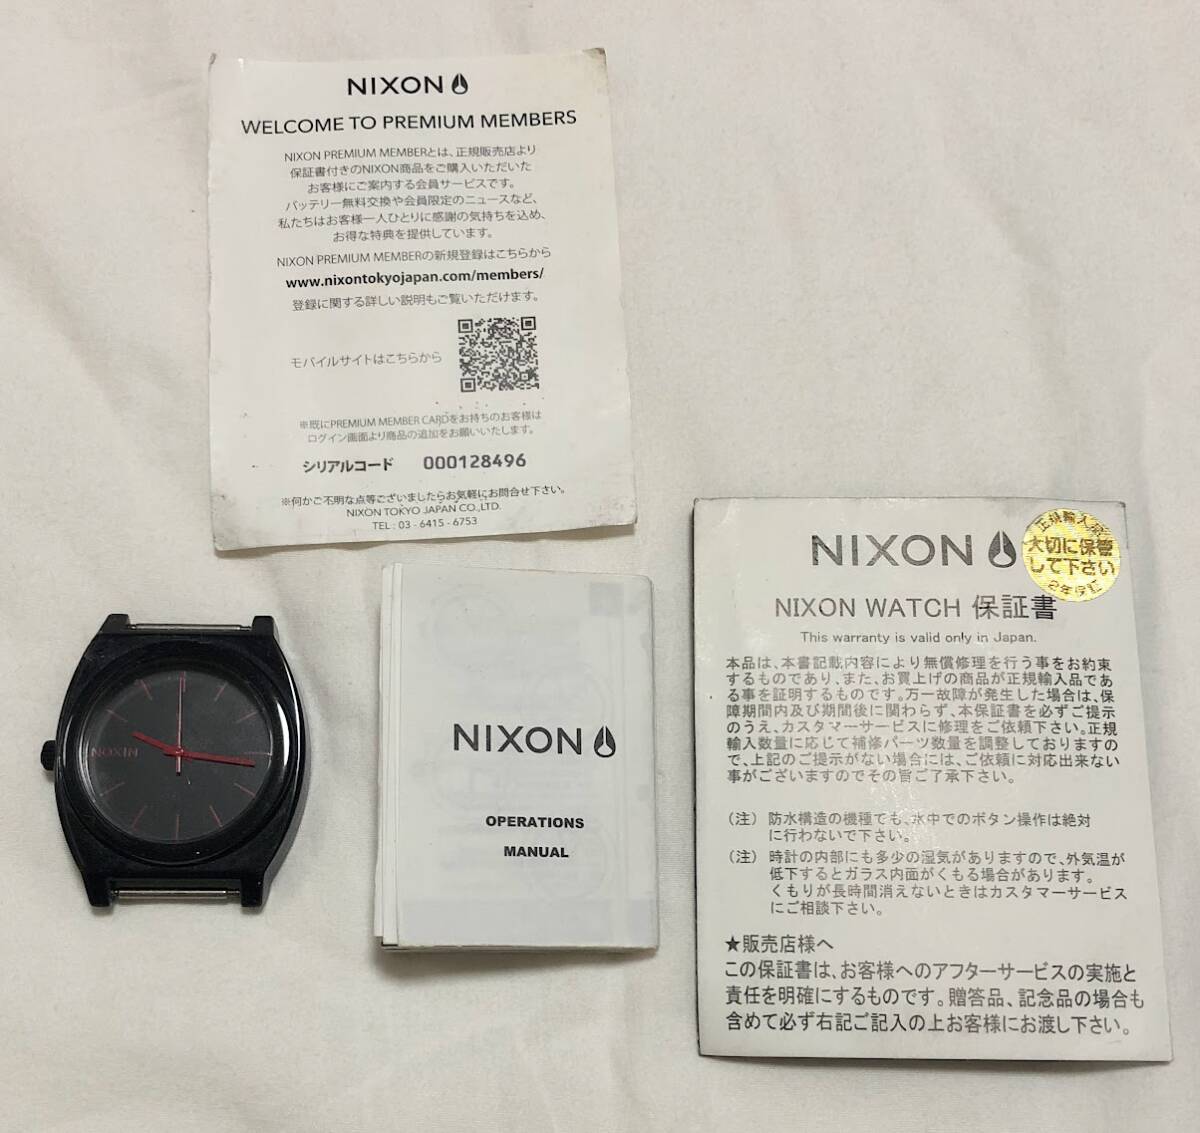 NIXON
WELCOME TO PREMIUM MEMBERS
NIXON PREMIUM MEMBERとは、正規販売店より
保証書付きのNIXON商品をご購入いただいた
お客様にご案内する会員サービスです。
バッテリー無料交換や会員限定のニュースなど、
私たちはお客様一人ひとりに感謝の気持ちを込め、
お得な特典を提供しています。
NIXON PREMIUM MEMBERの新規登録はこちらから
www.nixontokyojapan.com/members/
登録に関する詳しい説明もご覧いただけます。
モバイルサイトはこちらから
※既にPREMIUM MEMBER CARDをお持ちのお客様は
ログイン画面より商品の追加をお願いいたします。
シリアルコード 000128496
※何かご不明な点等ございましたらお気軽にお問合せ下さい。
NIXON TOKYO JAPAN CO.,LTD.
TEL : 03 - 6415 - 6753
NOXIN
NIXON
OPERATIONS
MANUAL
NIXON
正規輸入品
大切に保管
して下さい
2年保証
NIXON WATCH 保証書
This warranty is valid only in Japan.
本品は、本書記載内容により無償修理を行う事をお約束
するものであり、また、お買上げの商品が正規輸入品であ
る事を証明するものです。万一故障が発生した場合は、保
障期間内及び期間後に関わらず、本保証書を必ずご提示
のうえ、カスタマーサービスに修理をご依頼下さい。正規
輸入数量に応じて補修パーツ数量を調整しておりますの
で、上記のご提示がない場合には、ご依頼に対応出来ない
事がございますのでその旨ご了承下さい。
（注） 防水構造の機種でも、水中でのボタン操作は絶対
に行わないで下さい。
（注） 時計の内部にも多少の湿気がありますので、外気温が
低下するとガラス内面がくもる場合があります。
くもりが長時間消えないときはカスタマーサービス
にご相談下さい。
★販売店様へ
この保証書は、お客様へのアフターサービスの実施と
責任を明確にするものです。贈答品、記念品の場合も
含めて必ず右記ご記入の上お客様にお渡し下さい。